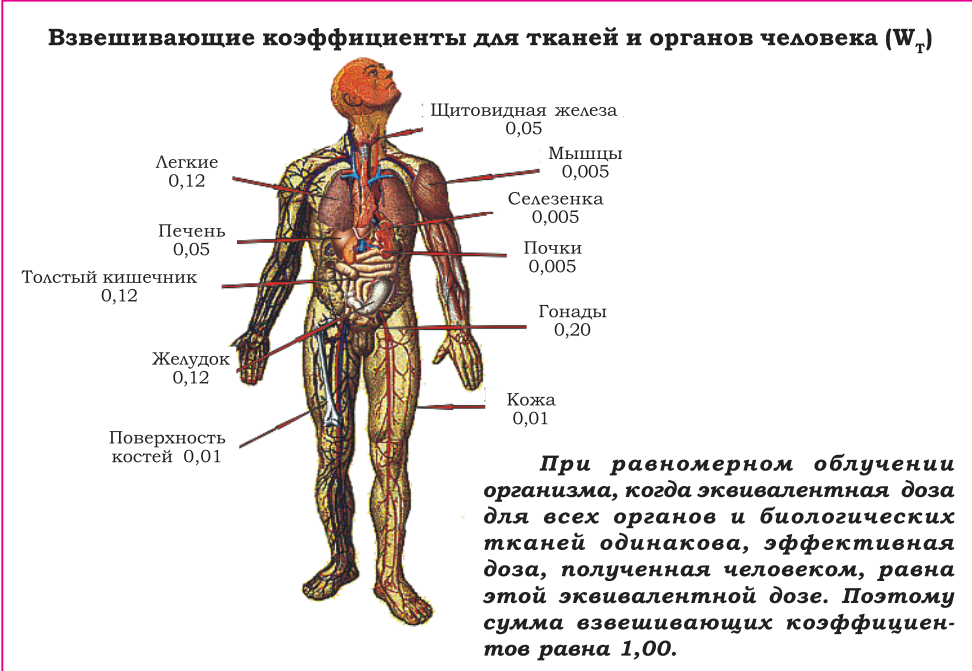 Взвешивающие коэффициенты для тканей и органов человека (Wт)
Щитовидная железа
0,05
Мышцы
0,005
Легкие
0,12
Селезенка
0,005
Печень
0,05
Почки
0,005
Толстый кишечник
0,12
Гонады
0,20
Желудок
0,12
Кожа
0,01
Поверхность
костей 0,01
При равномерном облучении
организма, когда эквивалентная доза
для всех органов и биологических
тканей одинакова, эффективная
доза, полученная человеком, равна
этой эквивалентной дозе. Поэтому
сумма взвешивающих коэффициен-
тов равна 1,00.